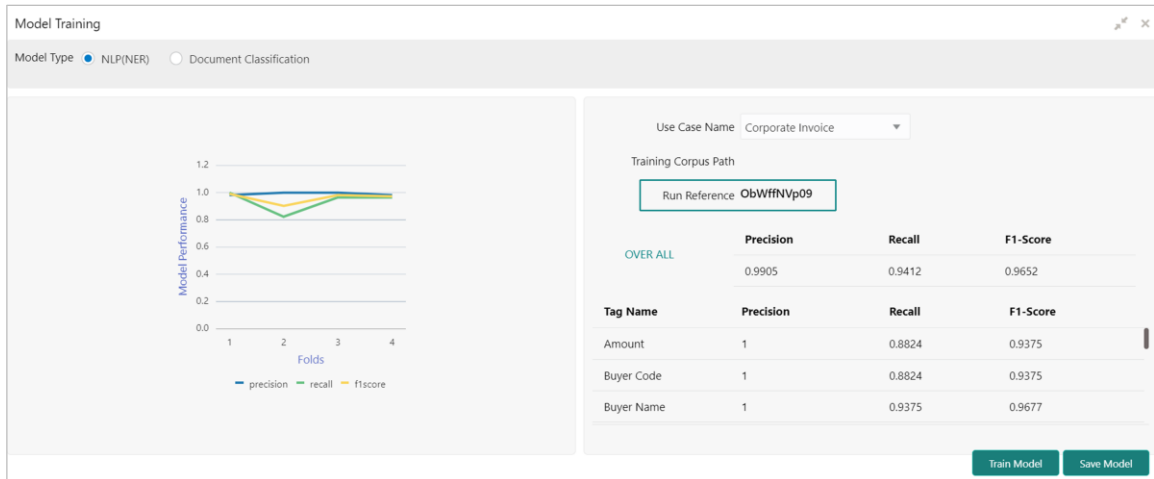 Model Training
Model Type NLP(NER) Document Classification
1.2
1.0
0.8
0.6
0.4
0.2
0.0
Model Performance
1 2 3 4
Folds
precision recall f1score
Use Case Name Corporate Invoice
Training Corpus Path
Run Reference ObWffNVp09
OVER ALL
Precision Recall F1-Score
0.9905 0.9412 0.9652
Tag Name Precision Recall F1-Score
Amount 1 0.8824 0.9375
Buyer Code 1 0.8824 0.9375
Buyer Name 1 0.9375 0.9677
Train Model Save Model